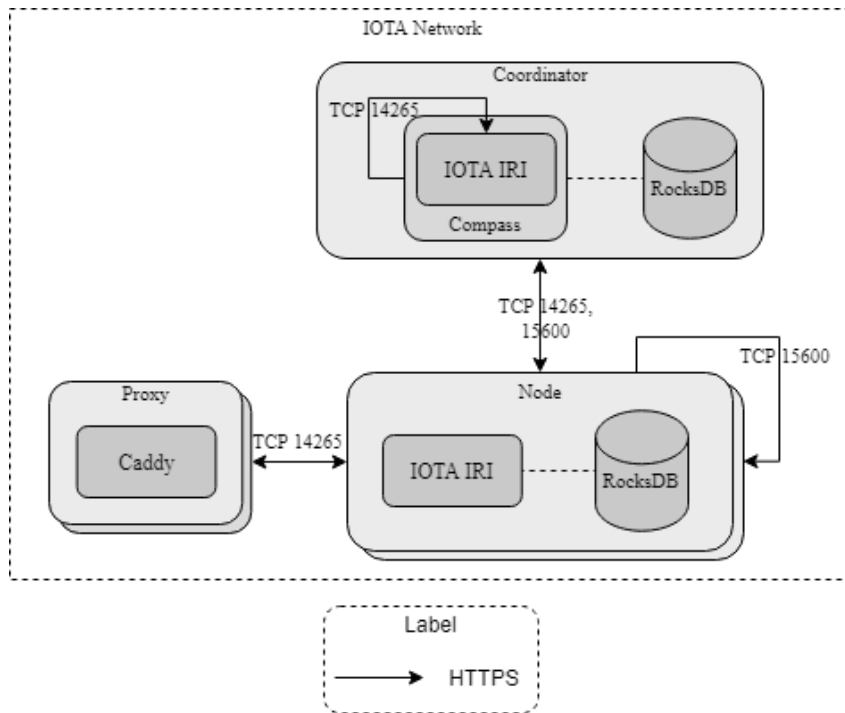 IOTA Network
Coordinator
TCP 14265
IOTA IRI
RocksDB
Compass
TCP 14265,
15600
TCP 15600
Proxy
Node
Caddy
TCP 14265
IOTA IRI
RocksDB
Label
HTTPS